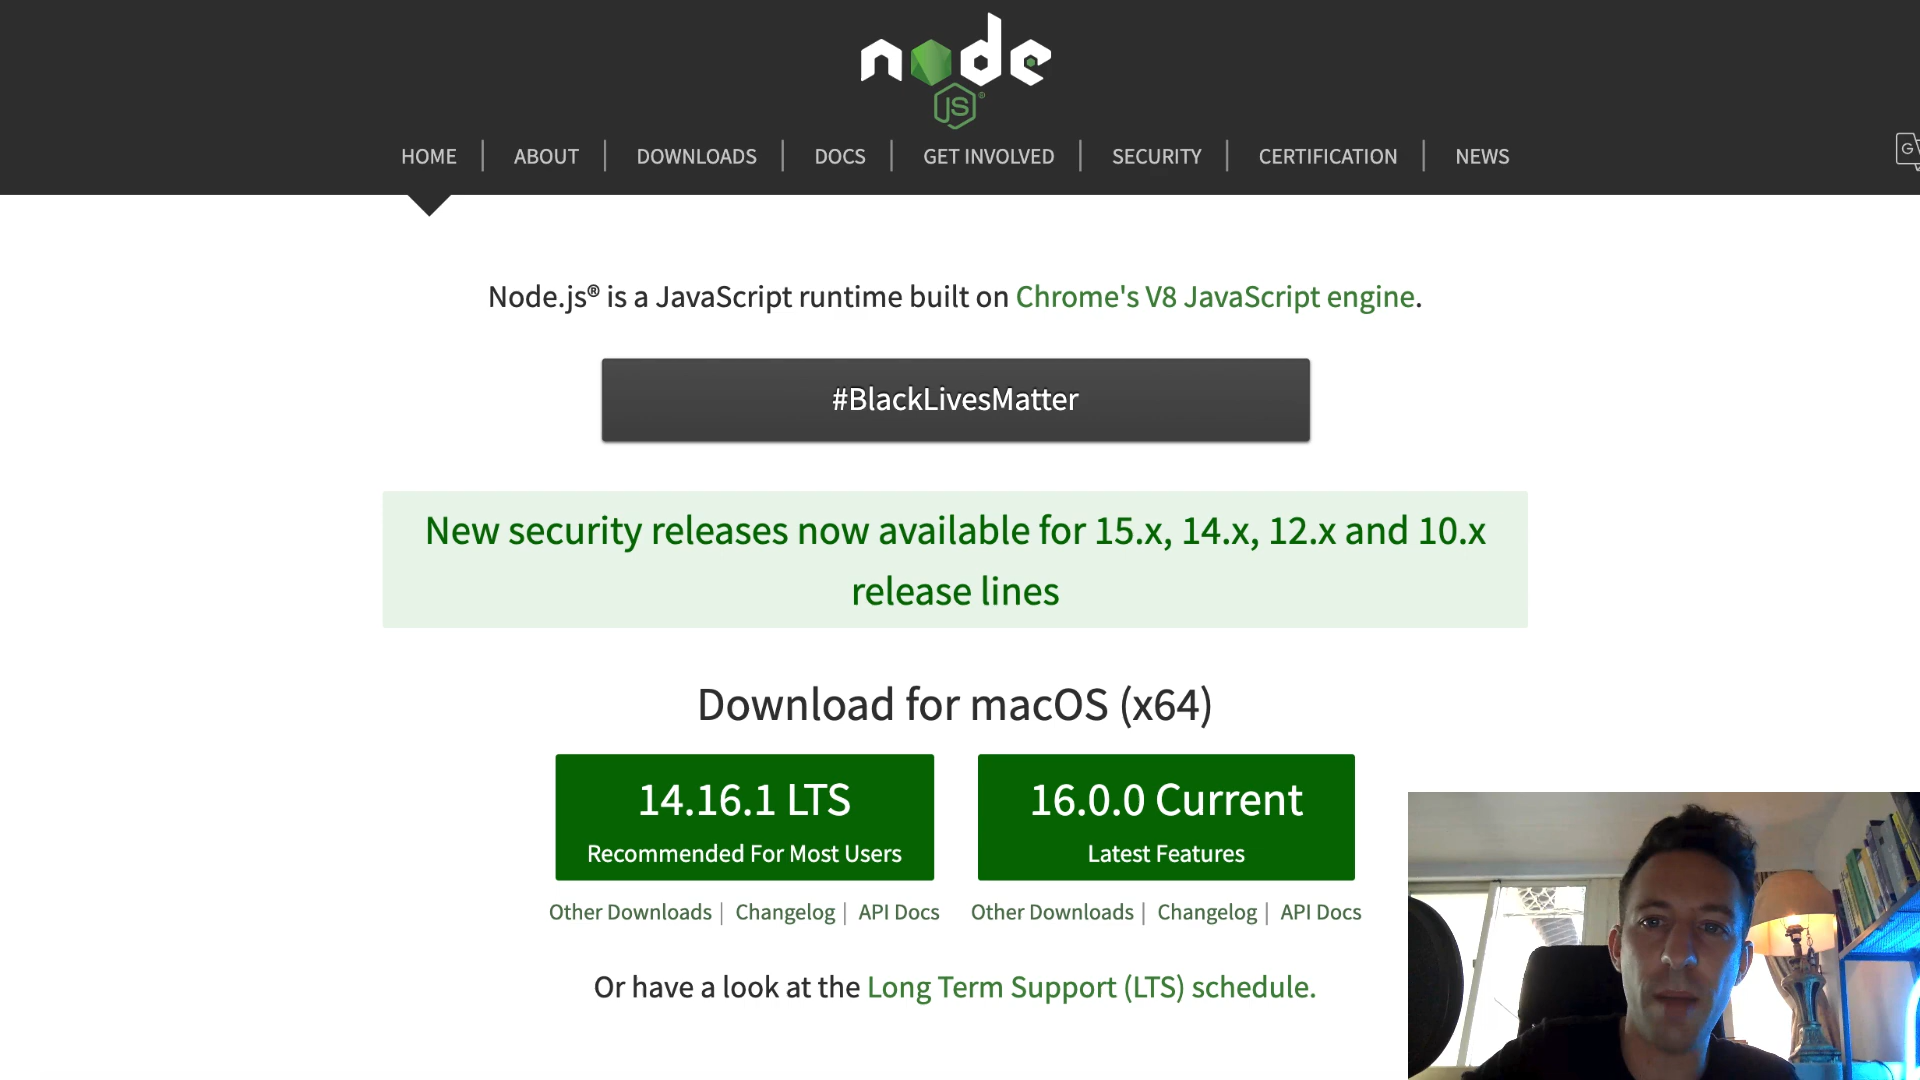 node
JS®
HOME | ABOUT | DOWNLOADS | DOCS | GET INVOLVED | SECURITY | CERTIFICATION | NEWS
G
Node.js® is a JavaScript runtime built on Chrome's V8 JavaScript engine.
#BlackLivesMatter
New security releases now available for 15.x, 14.x, 12.x and 10.x
release lines
Download for macOS (x64)
14.16.1 LTS
Recommended For Most Users
16.0.0 Current
Latest Features
Other Downloads | Changelog | API Docs
Other Downloads | Changelog | API Docs
Or have a look at the Long Term Support (LTS) schedule.